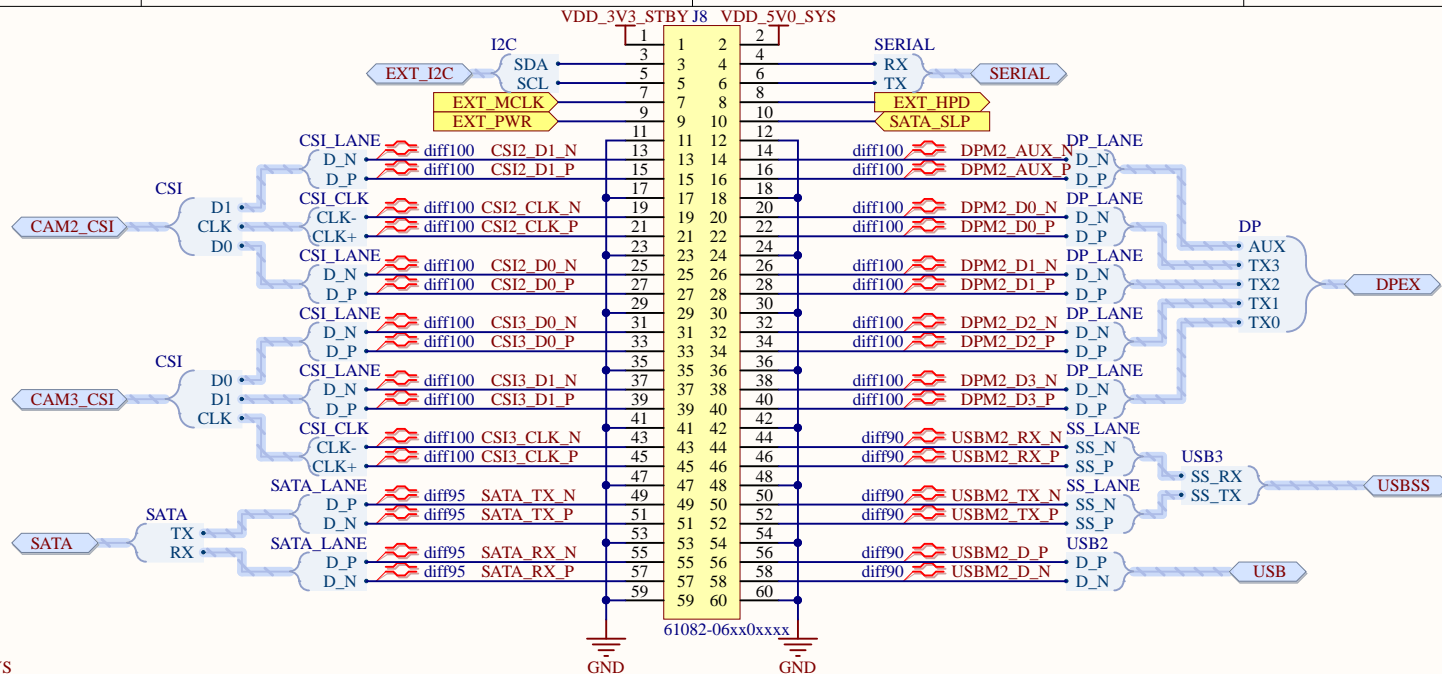 VDD_3V3_STBY J8 VDD_5V0_SYS
1 1 2 2
I2C SERIAL
3 3 4 4
EXT_I2C SDA RX SERIAL
5 5 6 6
SCL TX
7 7 8 8
EXT_MCLK EXT_HPD
9 9 10 10
EXT_PWR SATA_SLP
11 11 12 12
CSI_LANE DP_LANE
D_N diff100 CSI2_D1_N 13 13 14 14 diff100 DPM2_AUX_N D_N
D_P diff100 CSI2_D1_P 15 15 16 16 diff100 DPM2_AUX_P D_P
CSI 17 17 18 18
CSI_CLK DP_LANE
D1 CLK- diff100 CSI2_CLK_N 19 19 20 20 diff100 DPM2_D0_N D_N
CAM2_CSI CLK
CLK+ diff100 CSI2_CLK_P 21 21 22 22 diff100 DPM2_D0_P D_P DP
D0 23 23 24 24 AUX
CSI_LANE DP_LANE
D_N diff100 CSI2_D0_N 25 25 26 26 diff100 DPM2_D1_N D_N TX3
D_P diff100 CSI2_D0_P 27 27 28 28 diff100 DPM2_D1_P D_P TX2 DPEX
29 29 30 30 TX1
CSI_LANE DP_LANE
D_N diff100 CSI3_D0_N 31 31 32 32 diff100 DPM2_D2_N D_N TX0
D_P diff100 CSI3_D0_P 33 33 34 34 diff100 DPM2_D2_P D_P
CSI 35 35 36 36
CSI_LANE DP_LANE
D0 D_N diff100 CSI3_D1_N 37 37 38 38 diff100 DPM2_D3_N D_N
CAM3_CSI D1
D_P diff100 CSI3_D1_P 39 39 40 40 diff100 DPM2_D3_P D_P
CLK 41 41 42 42
CSI_CLK SS_LANE
CLK- diff100 CSI3_CLK_N 43 43 44 44 diff90 USBM2_RX_N SS_N
CLK+ diff100 CSI3_CLK_P 45 45 46 46 diff90 USBM2_RX_P SS_P USB3
47 47 48 48 SS_RX
SATA_LANE SS_LANE USBSS
D_P diff95 SATA_TX_N 49 49 50 50 diff90 USBM2_TX_N SS_N SS_TX
SATA D_N diff95 SATA_TX_P 51 51 52 52 diff90 USBM2_TX_P SS_P
TX 53 53 54 54
SATA SATA_LANE USB2
RX D_P diff95 SATA_RX_N 55 55 56 56 diff90 USBM2_D_P D_P
D_N diff95 SATA_RX_P 57 57 58 58 diff90 USBM2_D_N D_N USB
59 59 60 60
61082-06xx0xxxx
GND GND